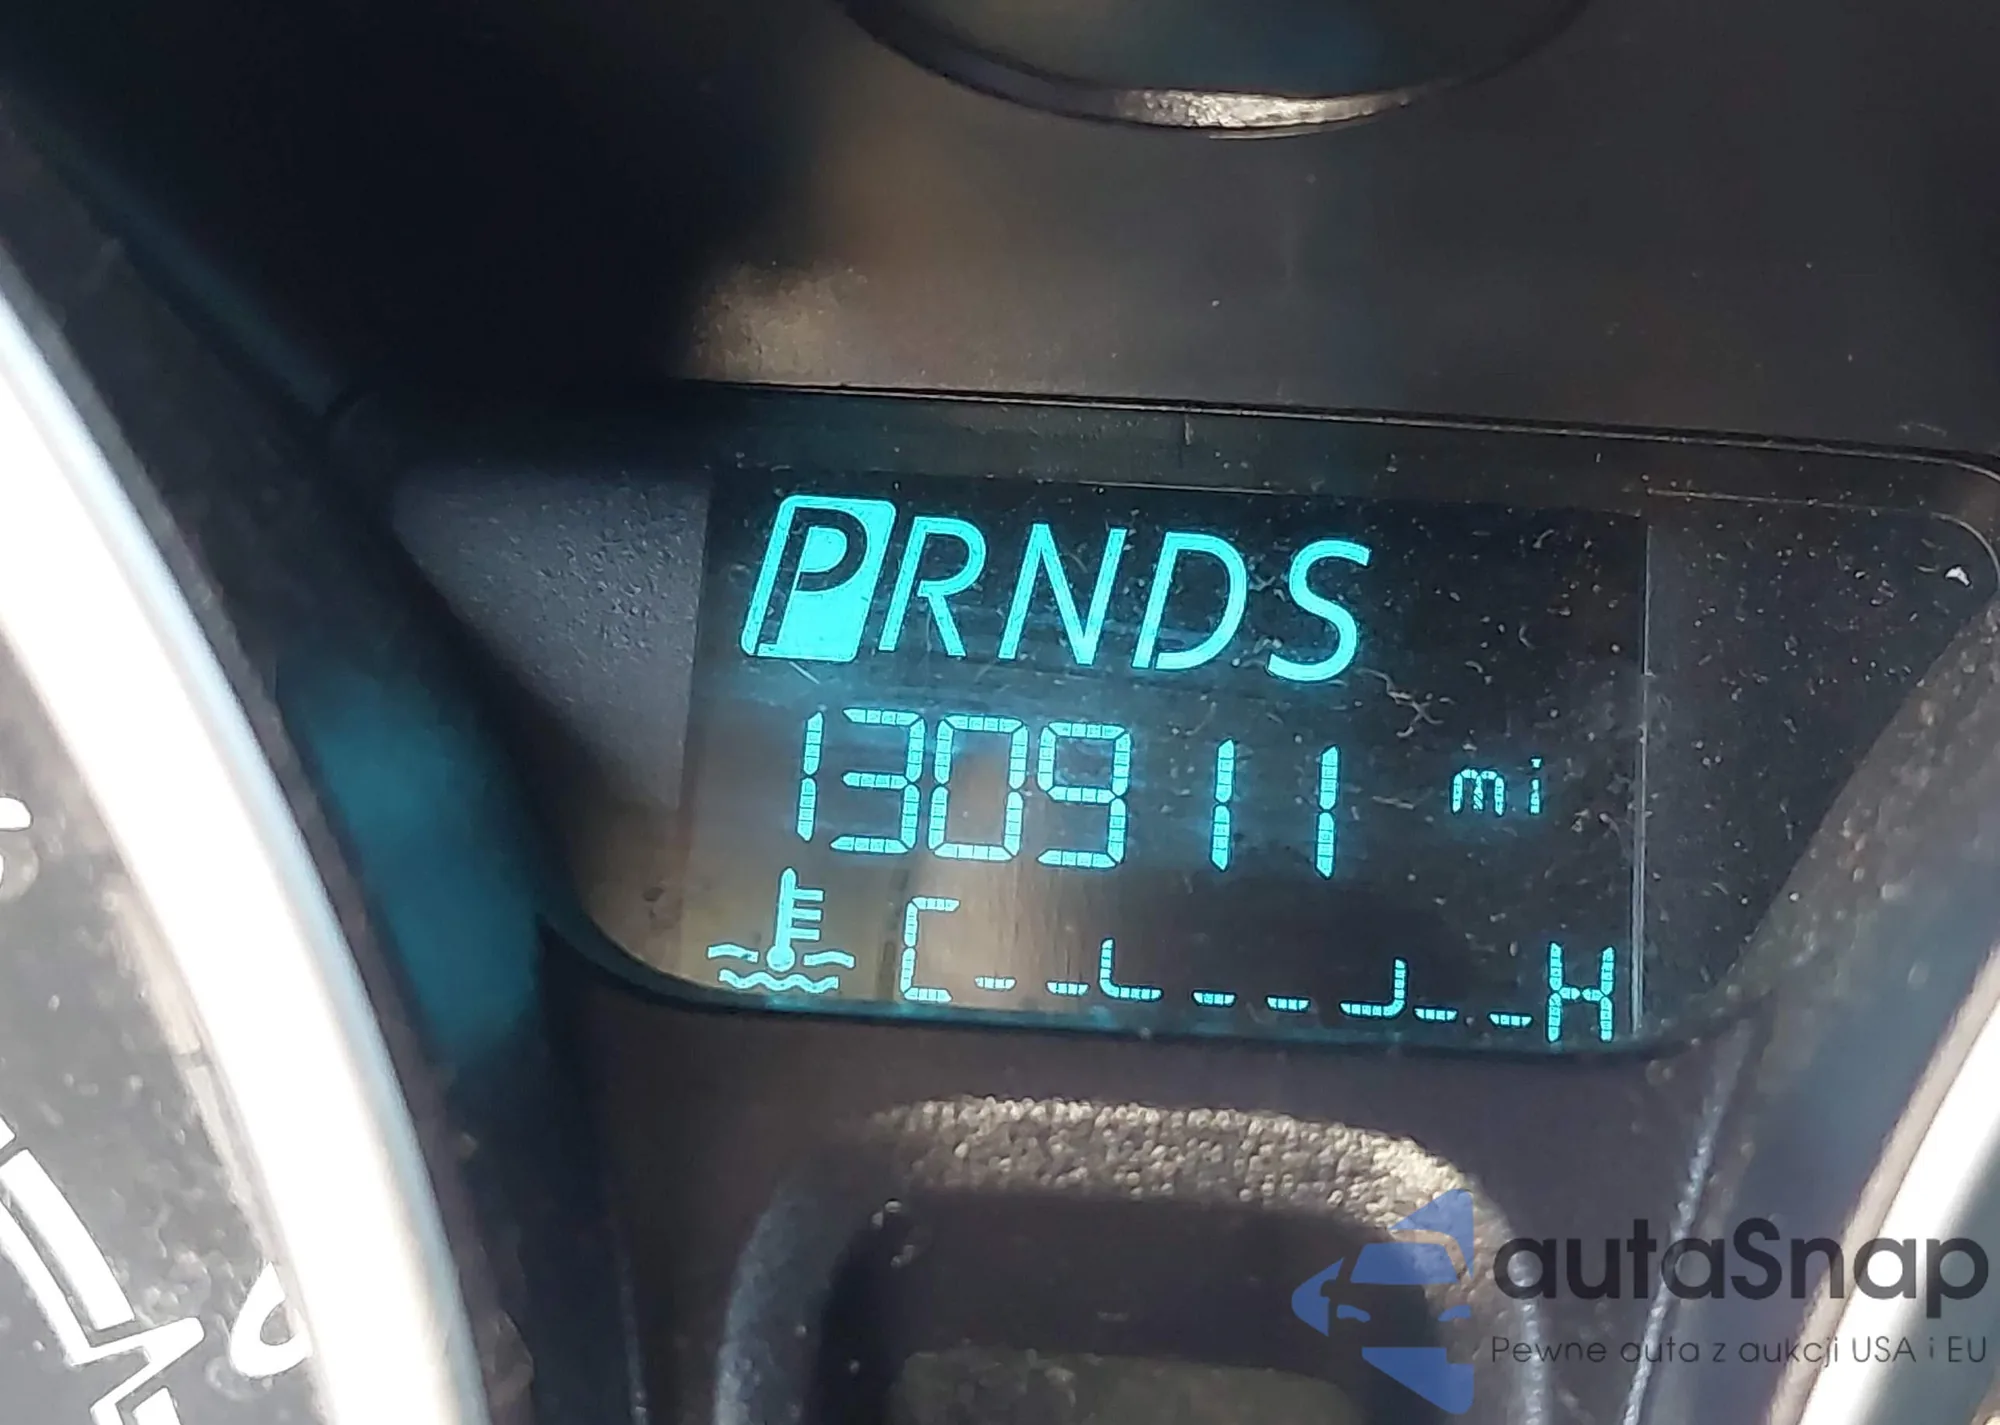 PRNDS
130911 mi
C H
autaSnap
Pewne auta z aukcji USA i EU